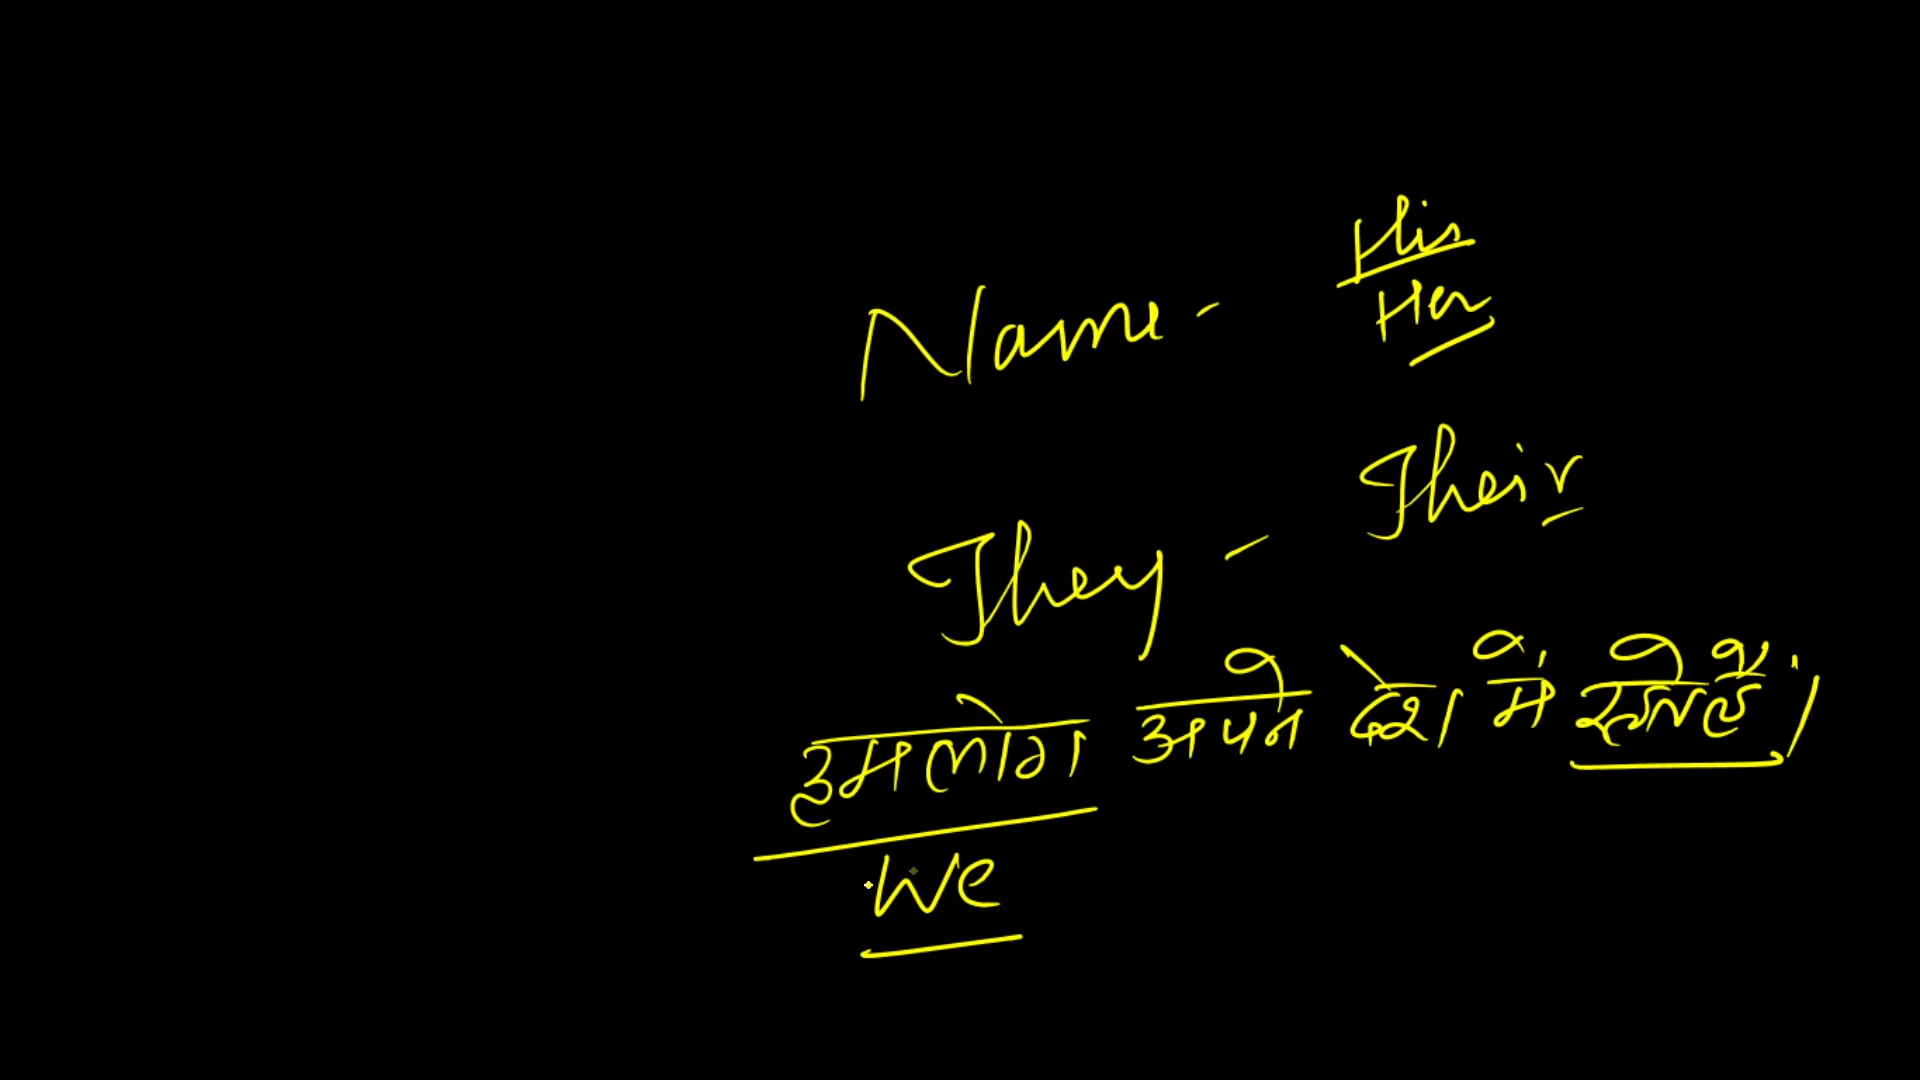 His
Name - Her
They - Their
हमलोग अपने देश में रहते हैं।
We